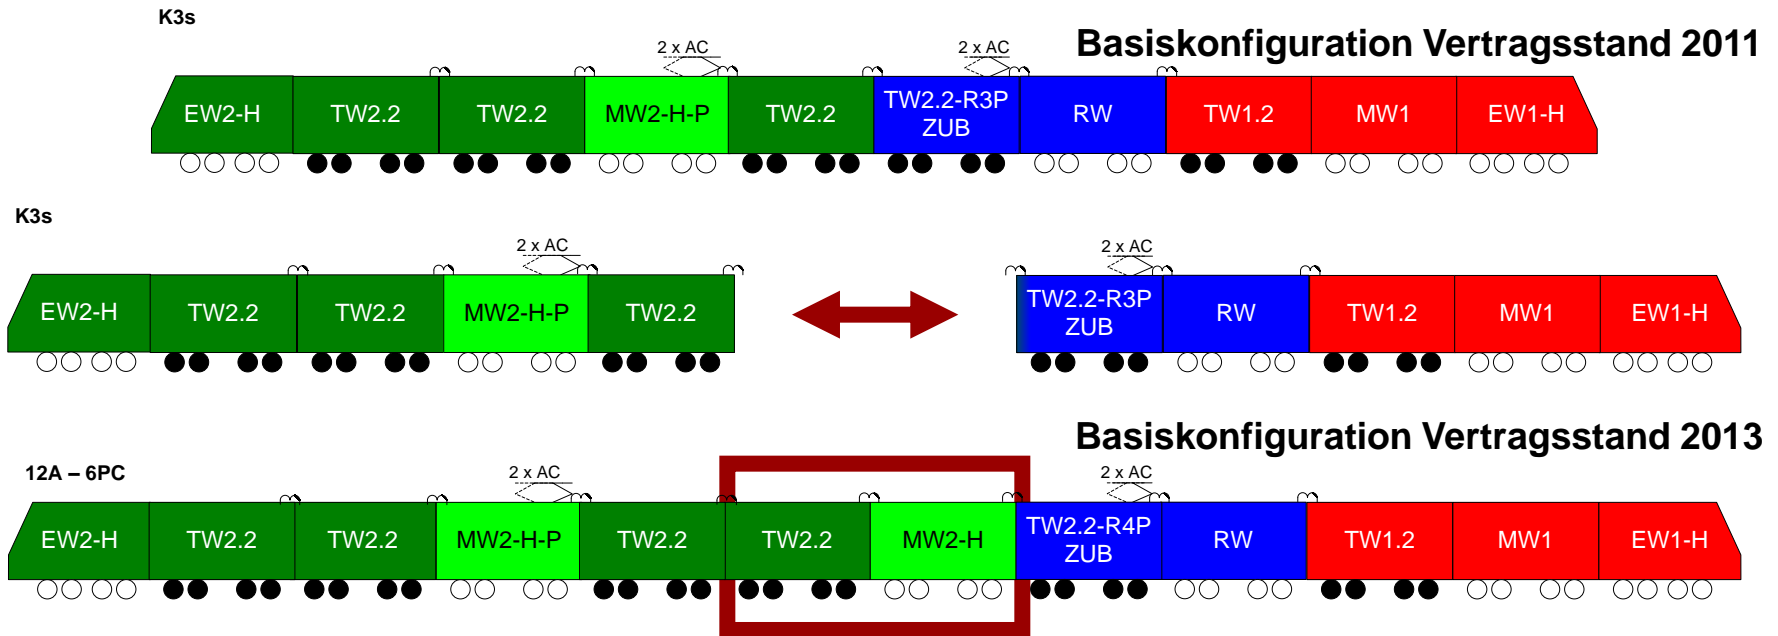 K3s
2 x AC 2 x AC
Basiskonfiguration Vertragsstand 2011
EW2-H TW2.2 TW2.2 MW2-H-P TW2.2 TW2.2-R3P RW TW1.2 MW1 EW1-H
ZUB
K3s
2 x AC 2 x AC
EW2-H TW2.2 TW2.2 MW2-H-P TW2.2 TW2.2-R3P RW TW1.2 MW1 EW1-H
ZUB
Basiskonfiguration Vertragsstand 2013
12A – 6PC
2 x AC 2 x AC
EW2-H TW2.2 TW2.2 MW2-H-P TW2.2 TW2.2 MW2-H TW2.2-R4P RW TW1.2 MW1 EW1-H
ZUB